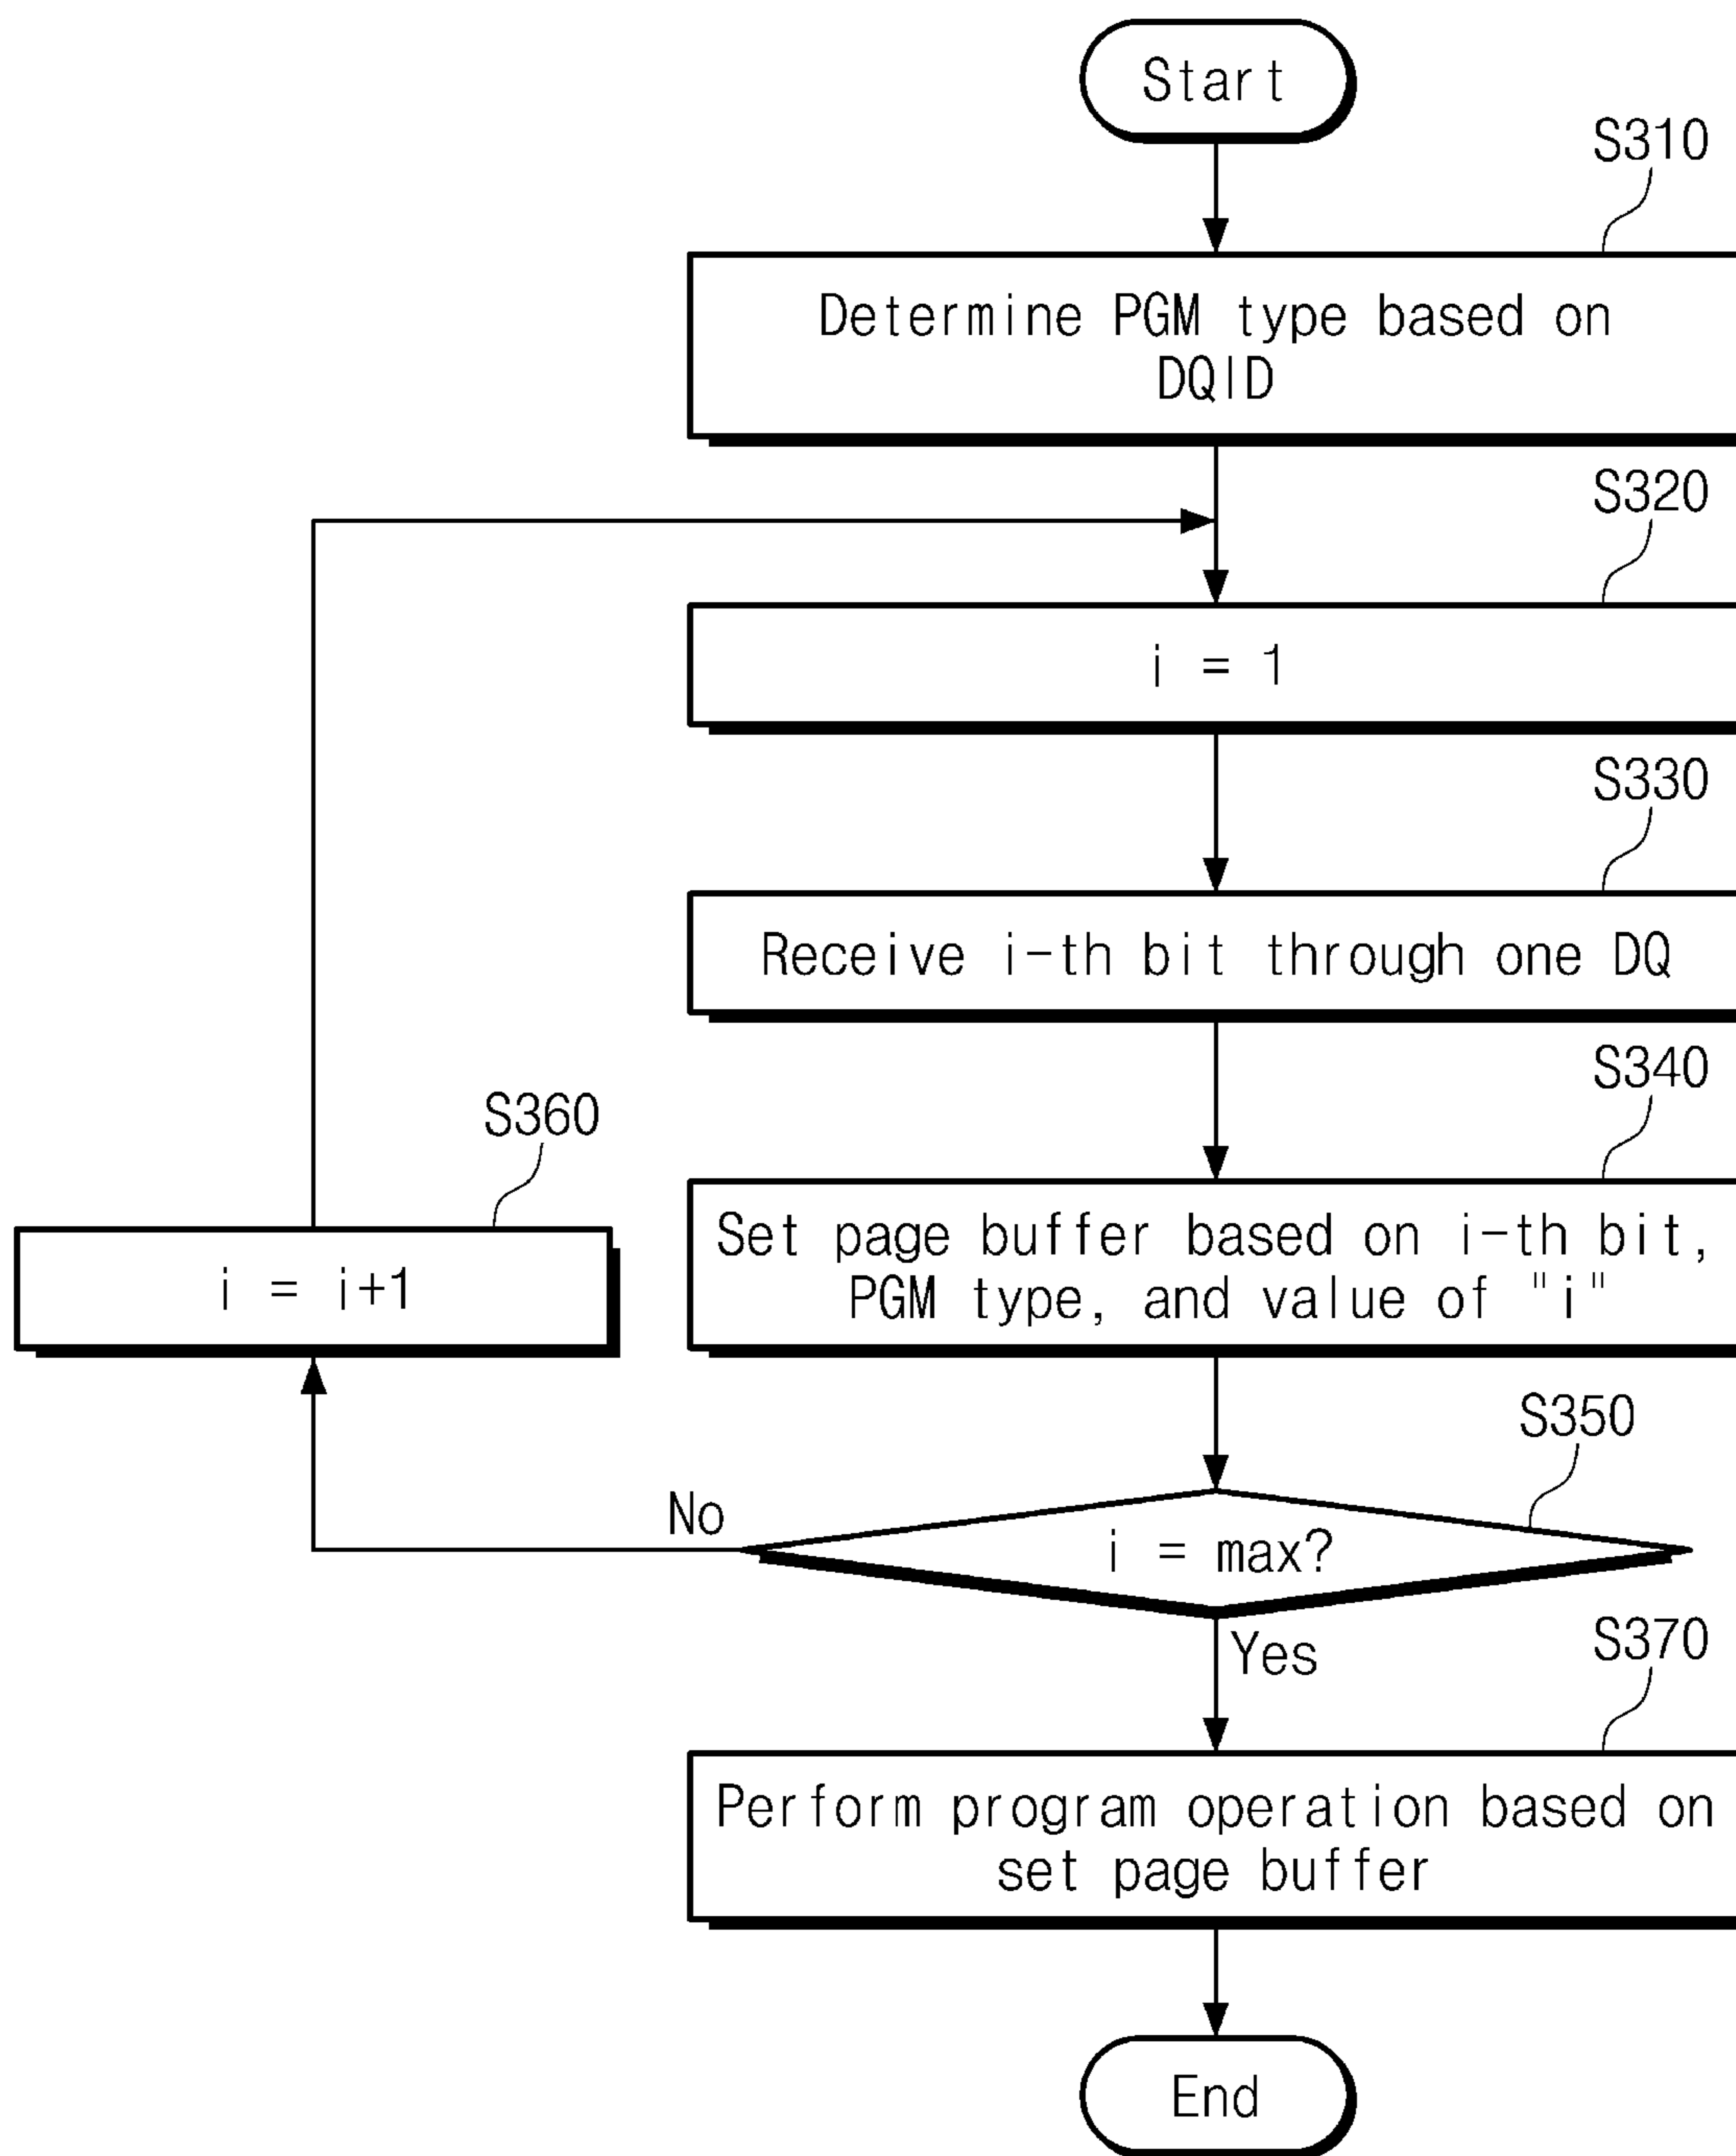 Start
S310
Determine PGM type based on
DQID
S320
i = 1
S330
Receive i-th bit through one DQ
S340
Set page buffer based on i-th bit,
PGM type, and value of "i"
S360
i = i+1
S350
i = max?
No
Yes
S370
Perform program operation based on
set page buffer
End